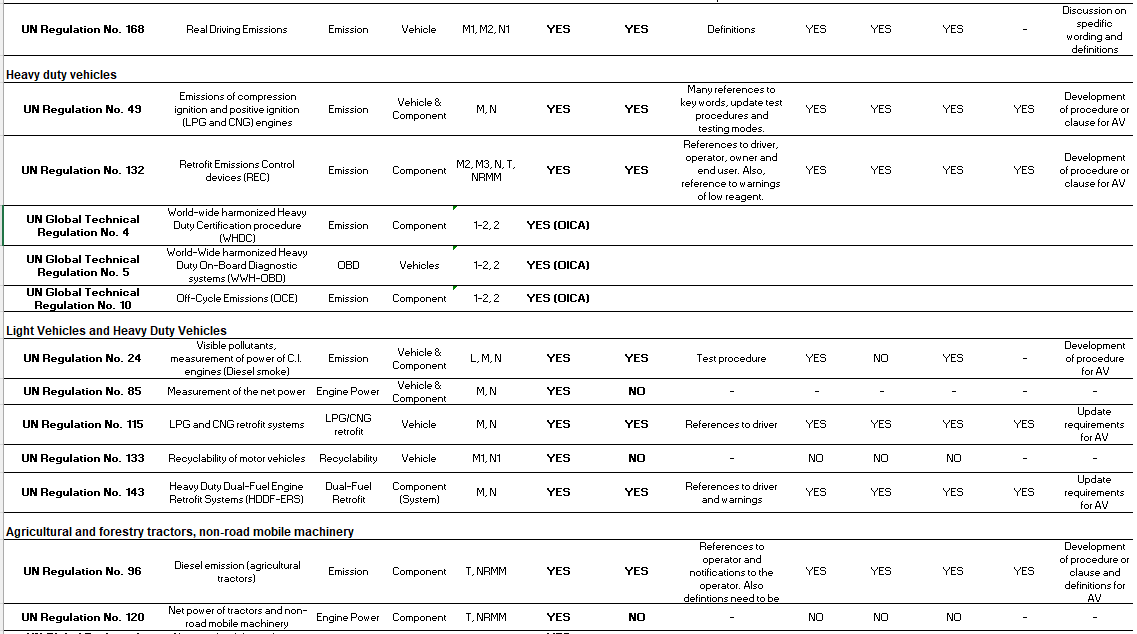 UN Regulation No. 168 Real Driving Emissions Emission Vehicle M1, M2, N1 YES YES Definitions YES YES YES - Discussion on
spedific
wording and
definitions
Heavy duty vehicles
UN Regulation No. 49 Emissions of compression
ignition and positive ignition
(LPG and CNG) engines Emission Vehicle &
Component M, N YES YES Many references to
key words, update test
procedures and
testing modes. YES YES YES YES Development
of procedure or
clause for AV
UN Regulation No. 132 Retrofit Emissions Control
devices (REC) Emission Component M2, M3, N, T,
NRMM YES YES References to driver,
operator, owner and
end user. Also,
reference to warnings
of low reagent. YES YES YES YES Development
of procedure or
clause for AV
UN Global Technical
Regulation No. 4 World-wide harmonized Heavy
Duty Certification procedure
(WHDC) Emission Component 1-2, 2 YES (OICA)
UN Global Technical
Regulation No. 5 World-Wide harmonized Heavy
Duty On-Board Diagnostic
systems (WWH-OBD) OBD Vehicles 1-2, 2 YES (OICA)
UN Global Technical
Regulation No. 10 Off-Cycle Emissions (OCE) Emission Component 1-2, 2 YES (OICA)
Light Vehicles and Heavy Duty Vehicles
UN Regulation No. 24 Visible pollutants,
measurement of power of C.I.
engines (Diesel smoke) Emission Vehicle &
Component L, M, N YES YES Test procedure YES NO YES - Development
of procedure
for AV
UN Regulation No. 85 Measurement of the net power Engine Power Vehicle &
Component M, N YES NO - - - - - -
UN Regulation No. 115 LPG and CNG retrofit systems LPG/CNG
retrofit Vehicle M, N YES YES References to driver YES YES YES YES Update
requirements
for AV
UN Regulation No. 133 Recyclability of motor vehicles Recyclability Vehicle M1, N1 YES NO - NO NO NO - -
UN Regulation No. 143 Heavy Duty Dual-Fuel Engine
Retrofit Systems (HDDF-ERS) Dual-Fuel
Retrofit Component
(System) M, N YES YES References to driver
and warnings YES YES YES YES Update
requirements
for AV
Agricultural and forestry tractors, non-road mobile machinery
UN Regulation No. 96 Diesel emission (agricultural
tractors) Emission Component T, NRMM YES YES References to
operator and
notifications to the
operator. Also
defintions need to be YES YES YES YES Development
of procedure or
clause and
definitions for
AV
UN Regulation No. 120 Net power of tractors and non-
road mobile machinery Engine Power Component T, NRMM YES NO - NO NO NO - -